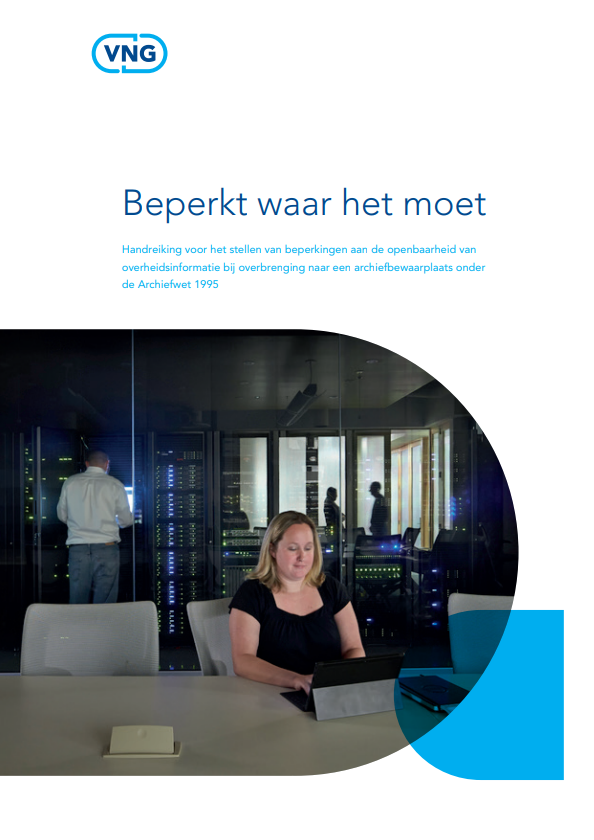 VNG
Beperkt waar het moet
Handreiking voor het stellen van beperkingen aan de openbaarheid van
overheidsinformatie bij overbrenging naar een archiefbewaarplaats onder
de Archiefwet 1995